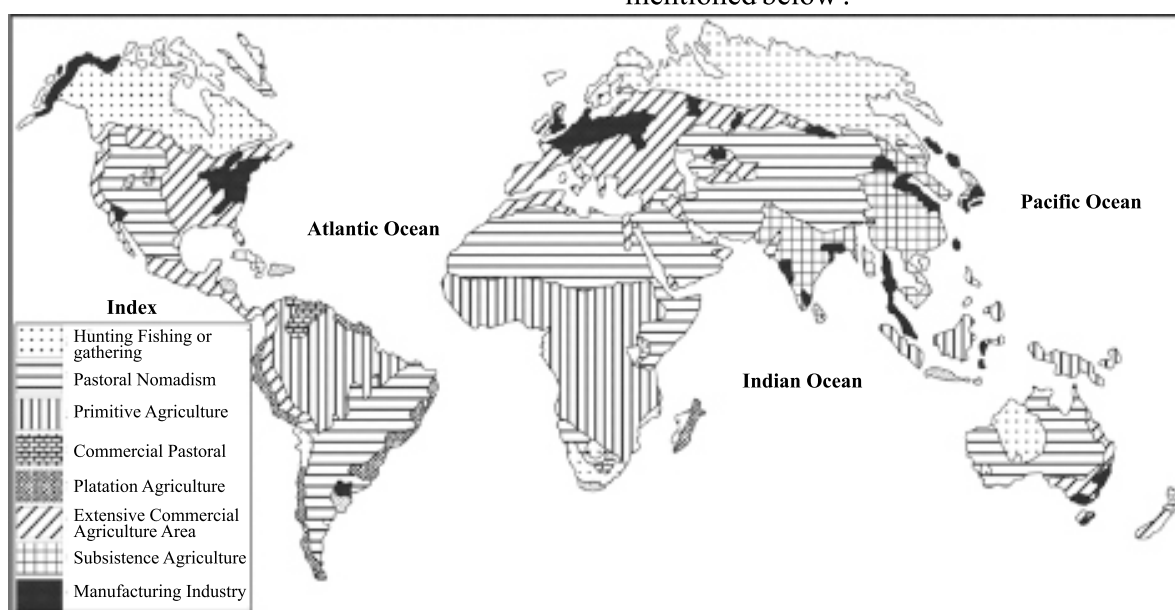 mentioned below?
Atlantic Ocean
Pacific Ocean
Indian Ocean
Index
Hunting Fishing or
gathering
Pastoral Nomadism
Primitive Agriculture
Commercial Pastoral
Platation Agriculture
Extensive Commercial
Agriculture Area
Subsistence Agriculture
Manufacturing Industry